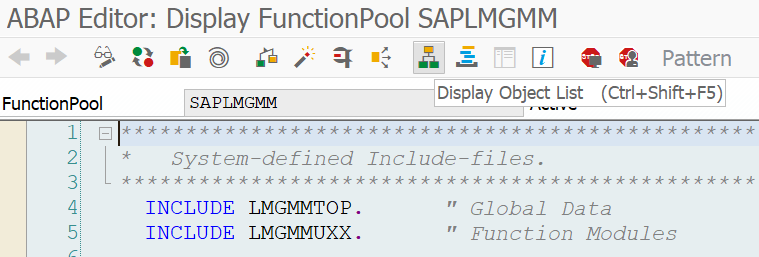 ABAP Editor: Display FunctionPool SAPLMGMM
Pattern
Display Object List (Ctrl+Shift+F5)
FunctionPool SAPLMGMM Active
1 ************************************************
2 * System-defined Include-files.
3 ************************************************
4 INCLUDE LMGMMTOP. " Global Data
5 INCLUDE LMGMMUXX. " Function Modules